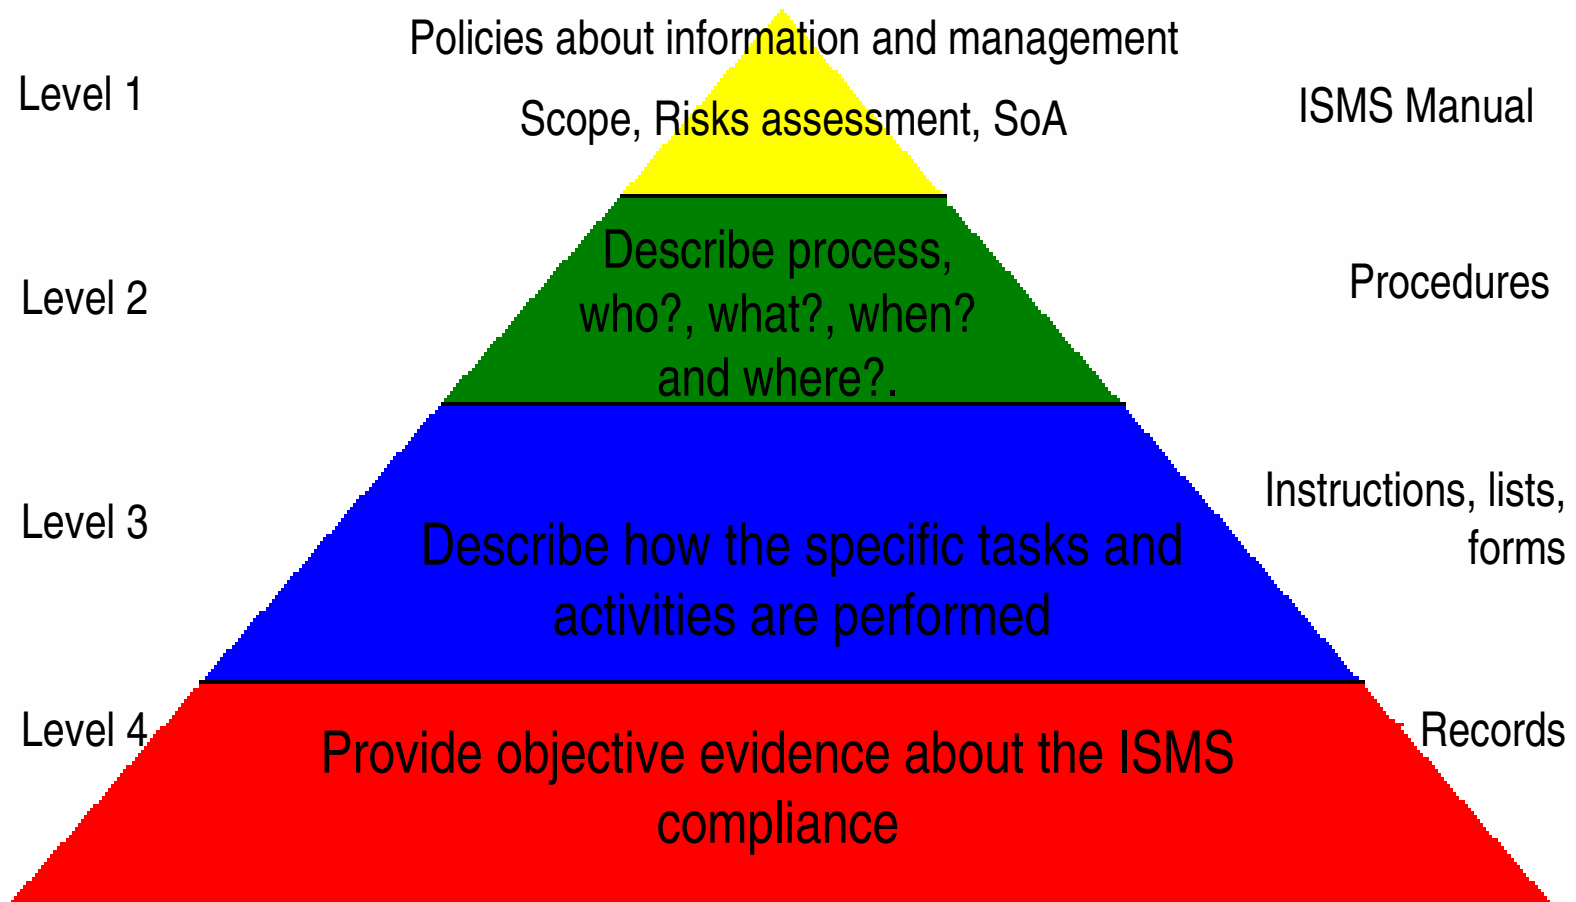 Policies about information and management
Level 1
Scope, Risks assessment, SoA
ISMS Manual
Level 2
Describe process,
who?, what?, when?
and where?.
Procedures
Level 3
Describe how the specific tasks and
activities are performed
Instructions, lists,
forms
Level 4
Provide objective evidence about the ISMS
compliance
Records